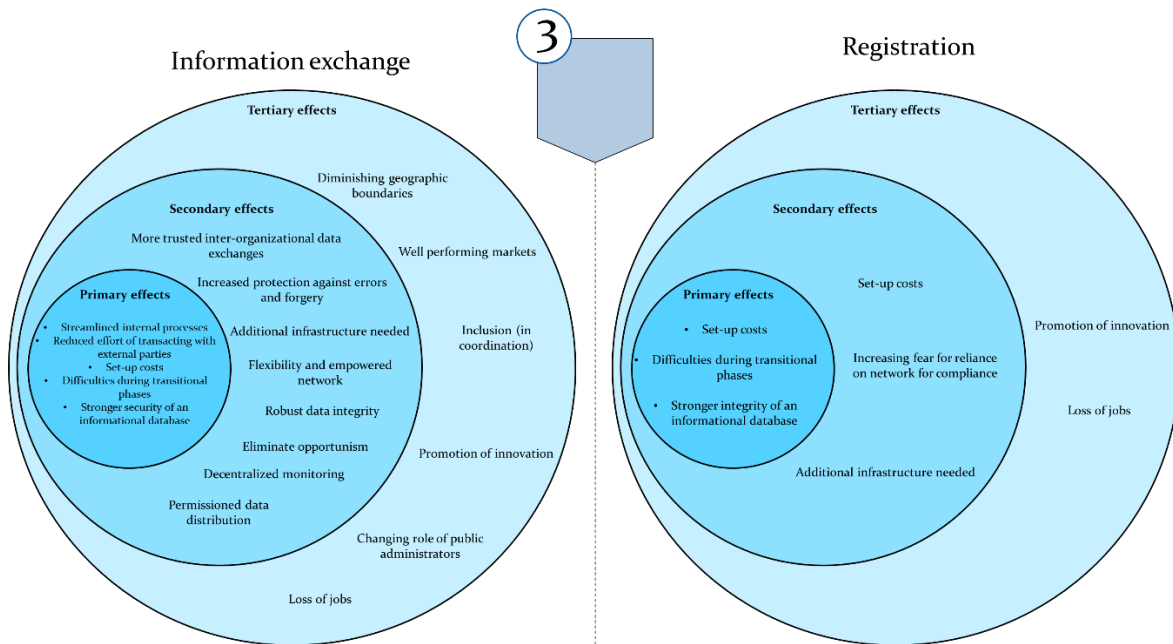 3
Information exchange
Tertiary effects
Diminishing geographic
boundaries
Secondary effects
More trusted inter-organizational data
exchanges
Well performing markets
Increased protection against errors
and forgery
Primary effects
• Streamlined internal processes
• Reduced effort of transacting with
external parties
• Set-up costs
• Difficulties during transitional
phases
• Stronger security of an
informational database
Additional infrastructure needed
Inclusion (in
coordination)
Flexibility and empowered
network
Robust data integrity
Eliminate opportunism
Promotion of innovation
Decentralized monitoring
Permissioned data
distribution
Changing role of public
administrators
Loss of jobs
Registration
Tertiary effects
Secondary effects
Set-up costs
Primary effects
• Set-up costs
• Difficulties during transitional
phases
• Stronger integrity of an
informational database
Promotion of innovation
Increasing fear for reliance
on network for compliance
Loss of jobs
Additional infrastructure needed